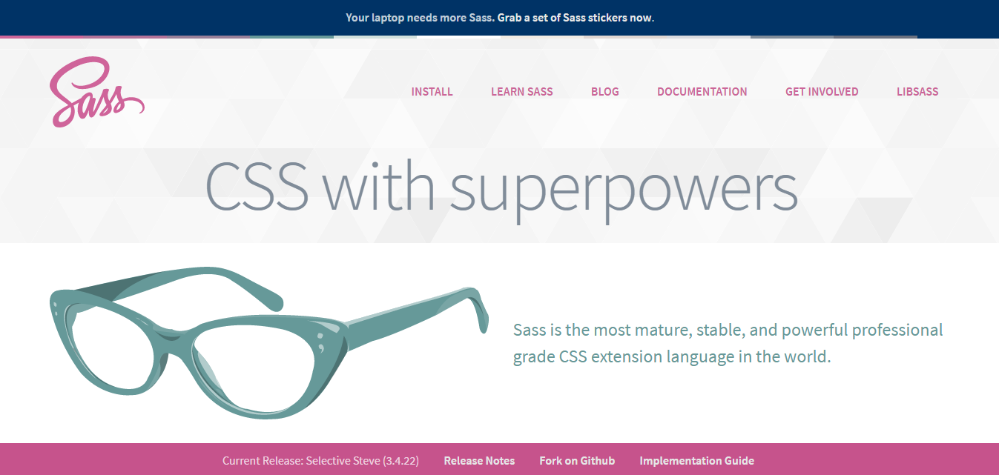 Your laptop needs more Sass. Grab a set of Sass stickers now.
Sass
INSTALL LEARN SASS BLOG DOCUMENTATION GET INVOLVED LIBSASS
CSS with superpowers
Sass is the most mature, stable, and powerful professional
grade CSS extension language in the world.
Current Release: Selective Steve (3.4.22) Release Notes Fork on Github Implementation Guide